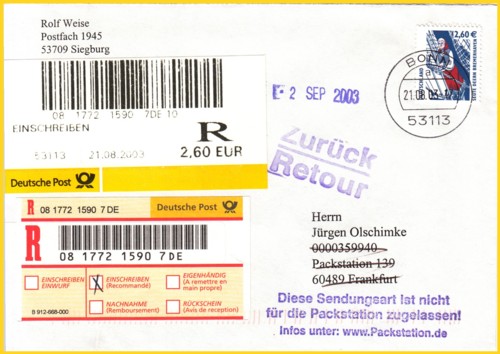 Rolf Weise
Postfach 1945
53709 Siegburg
08 1772 1590 7 DE 10
EINSCHREIBEN
R
53113 21.08.2003 2,60 EUR
Deutsche Post
R 08 1772 1590 7 DE Deutsche Post
R
08 1772 1590 7DE
EINSCHREIBEN
EINWURF
X
EINSCHREIBEN
(Recommandé)
EIGENHÄNDIG
(A remettre en
main propre)
NACHNAHME
(Remboursement)
RÜCKSCHEIN
(Avis de reception)
B 912-668-000
2 SEP 2003
Zurück
Retour
2,60 €
BONN
53113
Herrn
Jürgen Olschimke
0000359940
Packstation 139
60489 Frankfurt
Diese Sendungsart ist nicht
für die Packstation zugelassen!
Infos unter: www.Packstation.de